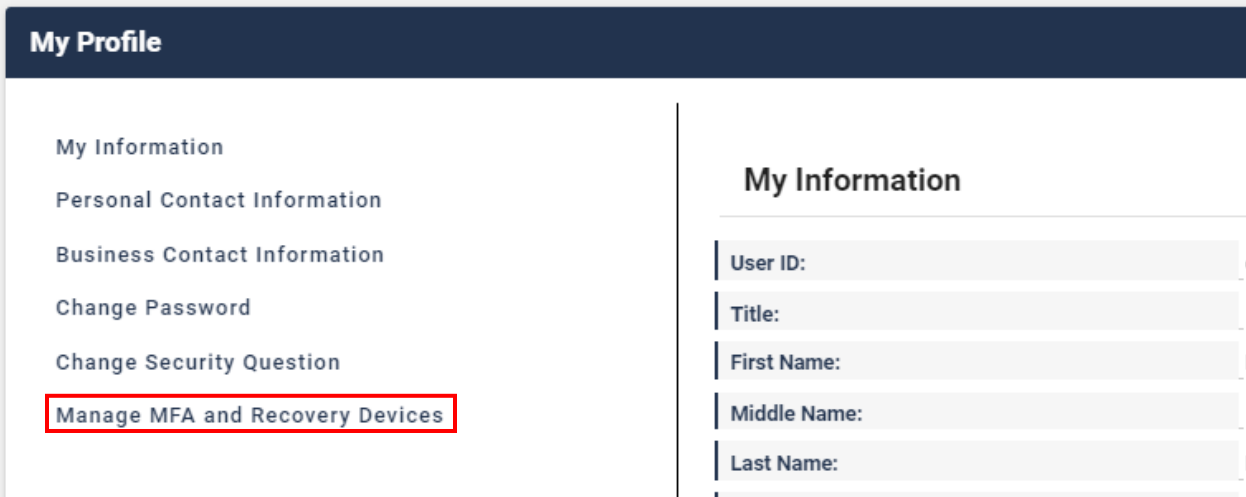 My Profile
My Information
Personal Contact Information
Business Contact Information
Change Password
Change Security Question
Manage MFA and Recovery Devices
My Information
User ID:
Title:
First Name:
Middle Name:
Last Name: